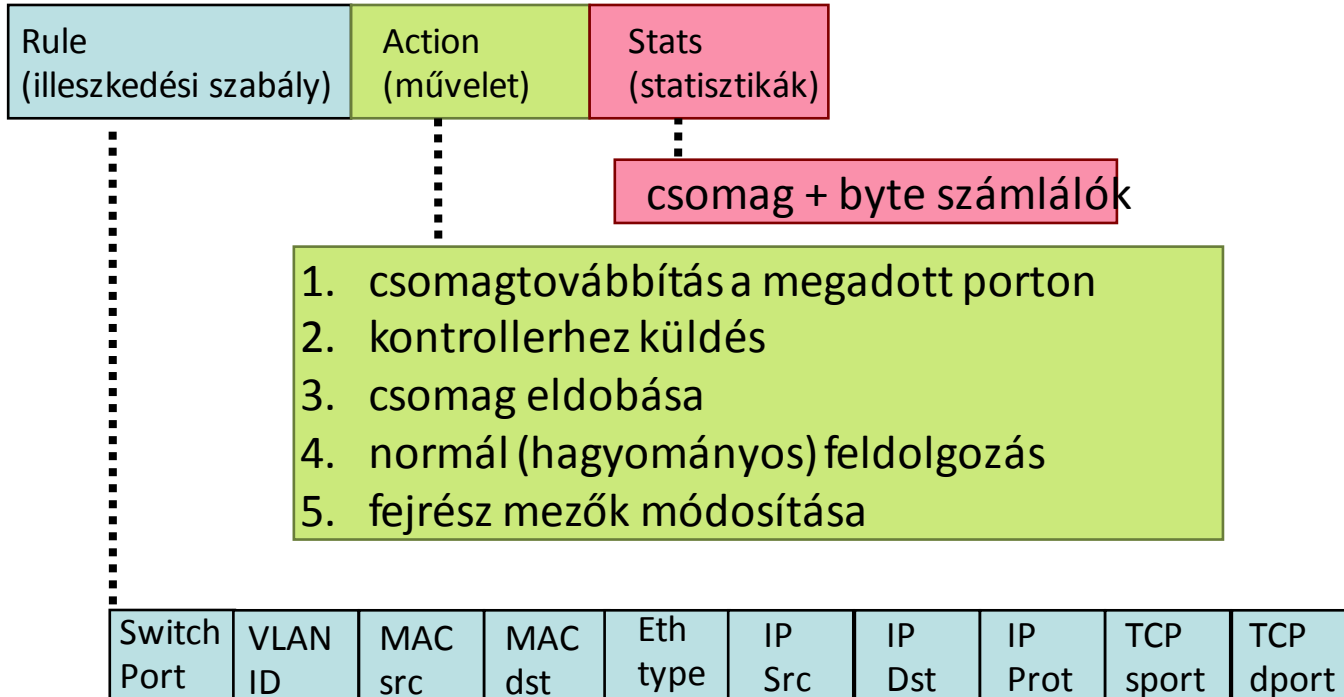 Rule
(illeszkedési szabály)
Action
(művelet)
Stats
(statisztikák)
csomag + byte számlálók
1. csomagtovábbítás a megadott porton
2. kontrollerhez küldés
3. csomag eldobása
4. normál (hagyományos) feldolgozás
5. fejrész mezők módosítása
Switch
Port
VLAN
ID
MAC
src
MAC
dst
Eth
type
IP
Src
IP
Dst
IP
Prot
TCP
sport
TCP
dport